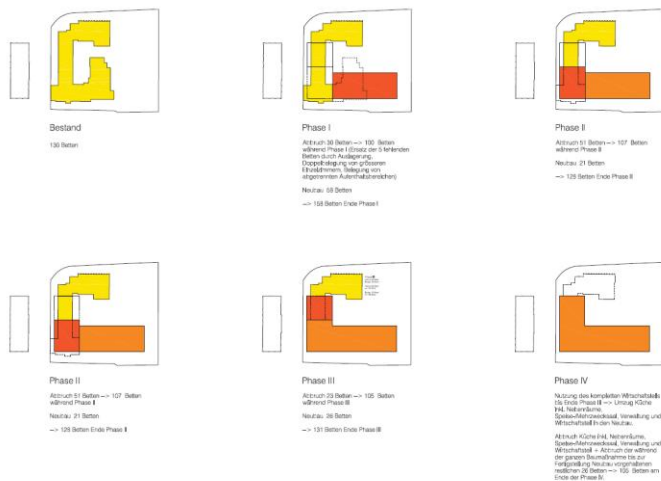 Bestand
130 Betten
Phase I
Abbruch 30 Betten —> 100 Betten
während Phase I (Ersatz der 5 fehlenden
Betten durch Auslagerung,
Doppelbelegung von grösseren
Einzelzimmern, Belegung von
abgetrennten Aufenthaltsbereichen)
Neubau 58 Betten
—> 158 Betten Ende Phase I
Phase II
Abbruch 51 Betten —> 107 Betten
während Phase II
Neubau 21 Betten
—> 128 Betten Ende Phase II
Phase II
Abbruch 51 Betten —> 107 Betten
während Phase II
Neubau 21 Betten
—> 128 Betten Ende Phase II
Phase III
Abbruch 23 Betten —> 105 Betten
während Phase III
Neubau 26 Betten
—> 131 Betten Ende Phase III
Phase IV
Nutzung des kompletten Wirtschaftsteils
bis Ende Phase III —> Umzug Küche
inkl. Nebenräume,
Speise-/Mehrzwecksaal, Verwaltung und
Wirtschaftsteil in den Neubau.
Abbruch Küche inkl. Nebenräume,
Speise-/Mehrzwecksaal, Verwaltung und
Wirtschaftsteil + Abbruch der während
der ganzen Baumaßnahme bis zur
Fertigstellung Neubau vorgehaltenen
restlichen 26 Betten —> 105 Betten am
Ende der Phase IV.